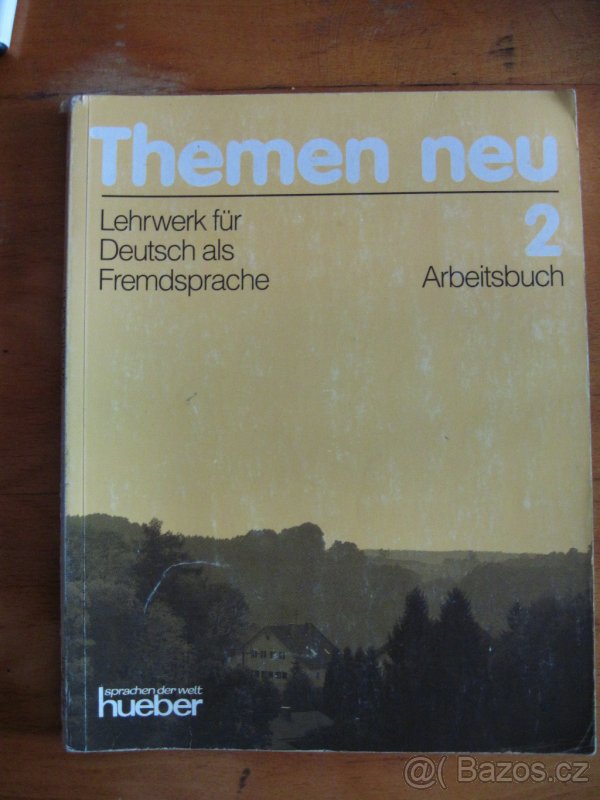 Themen neu
2
Lehrwerk für
Deutsch als
Fremdsprache
Arbeitsbuch
sprachen der welt
hueber
@( Bazos.cz